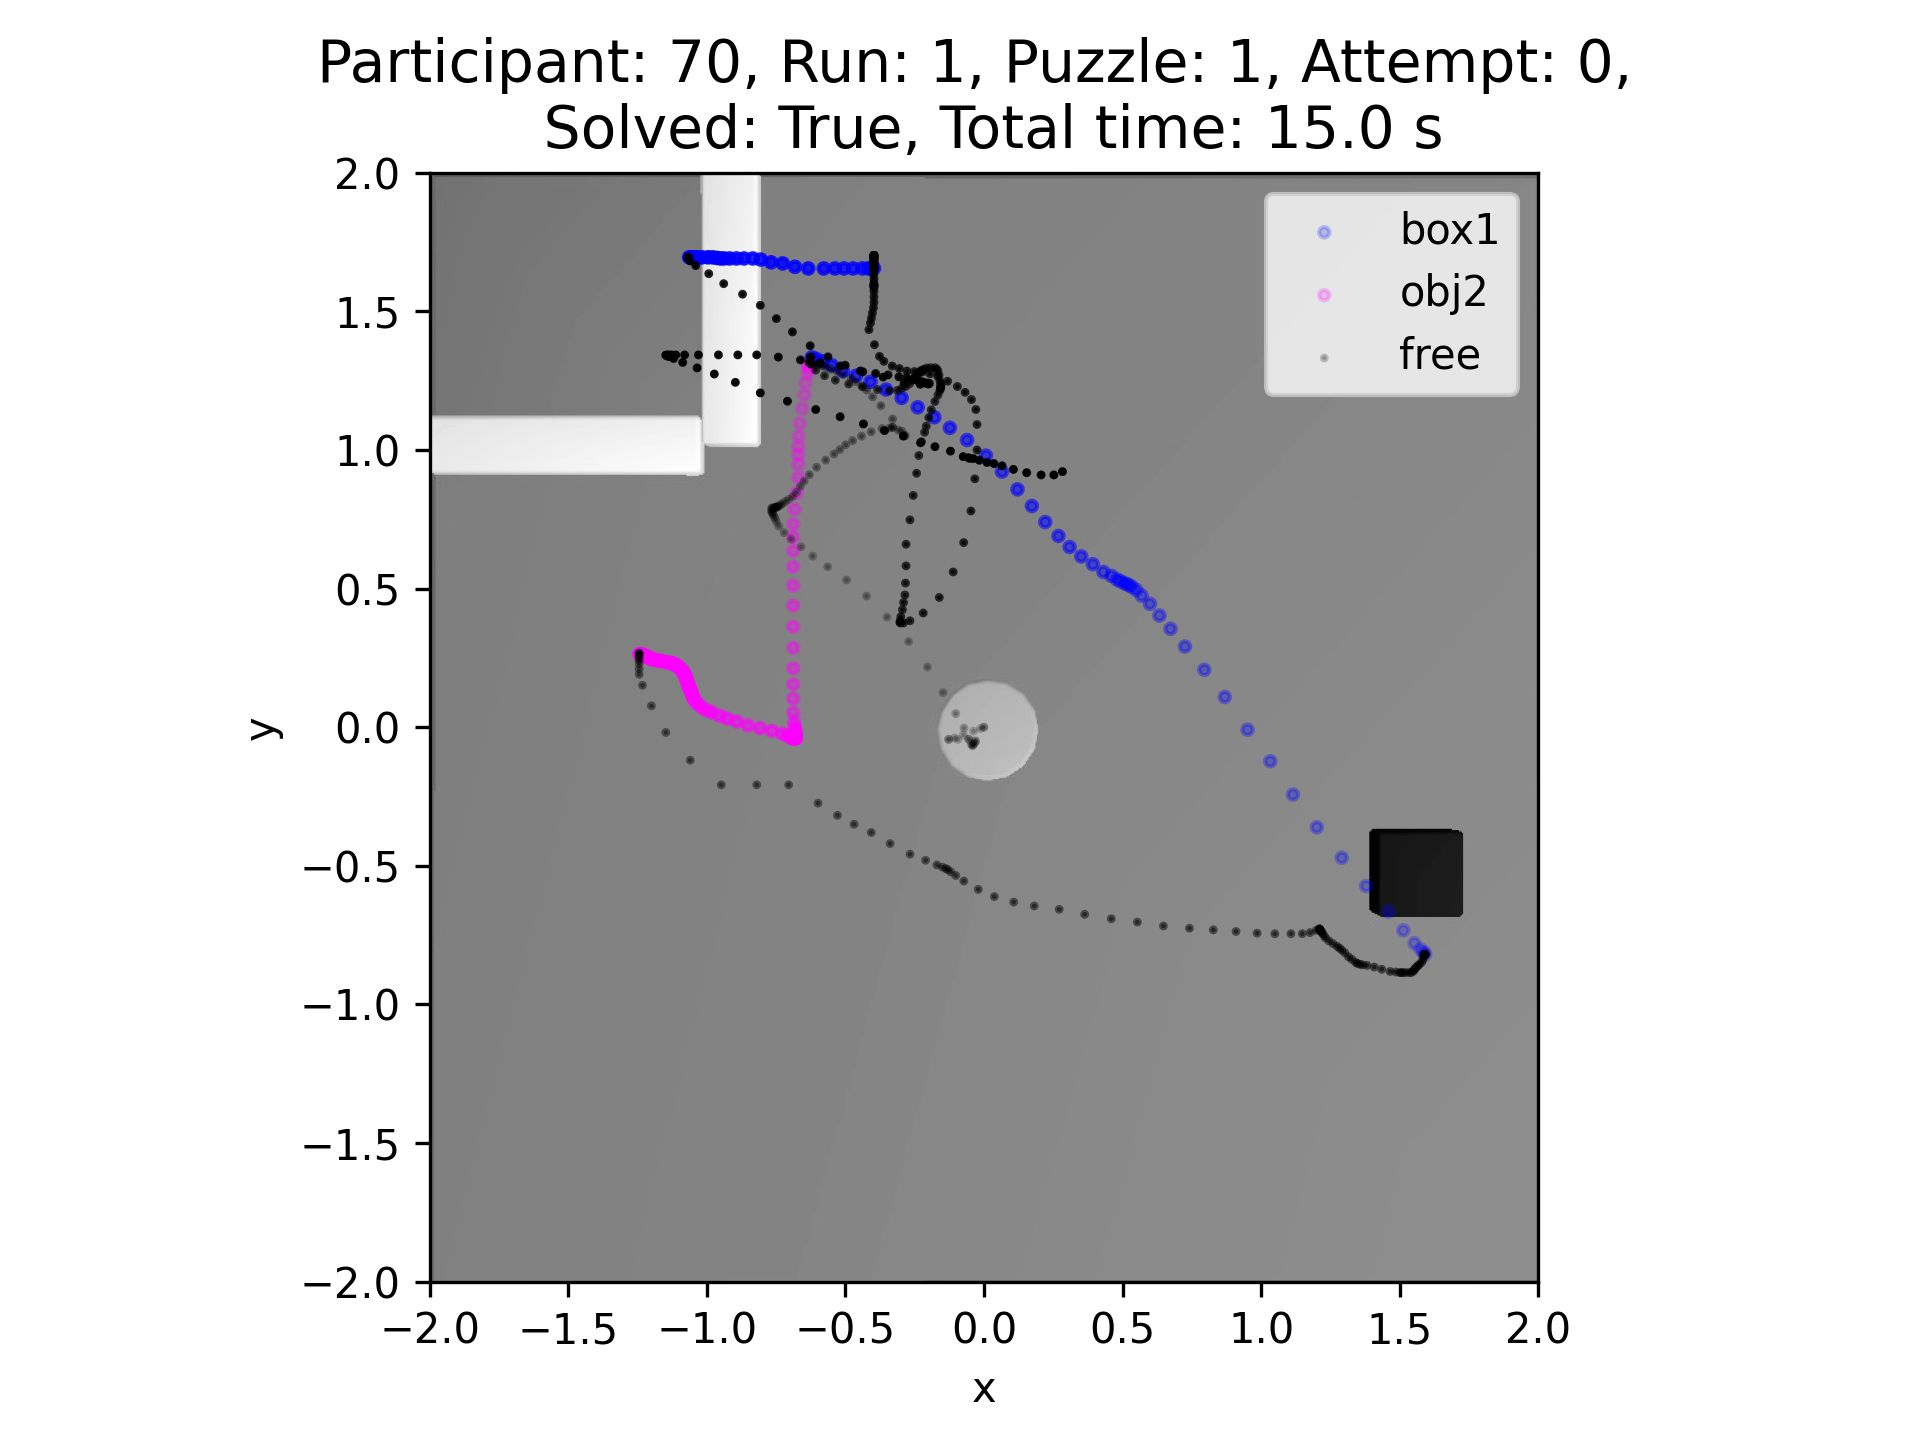 Participant: 70, Run: 1, Puzzle: 1, Attempt: 0,
Solved: True, Total time: 15.0 s
box1
obj2
free
2.0
1.5
1.0
0.5
0.0
−0.5
−1.0
−1.5
−2.0
y
−2.0 −1.5 −1.0 −0.5 0.0 0.5 1.0 1.5 2.0
x